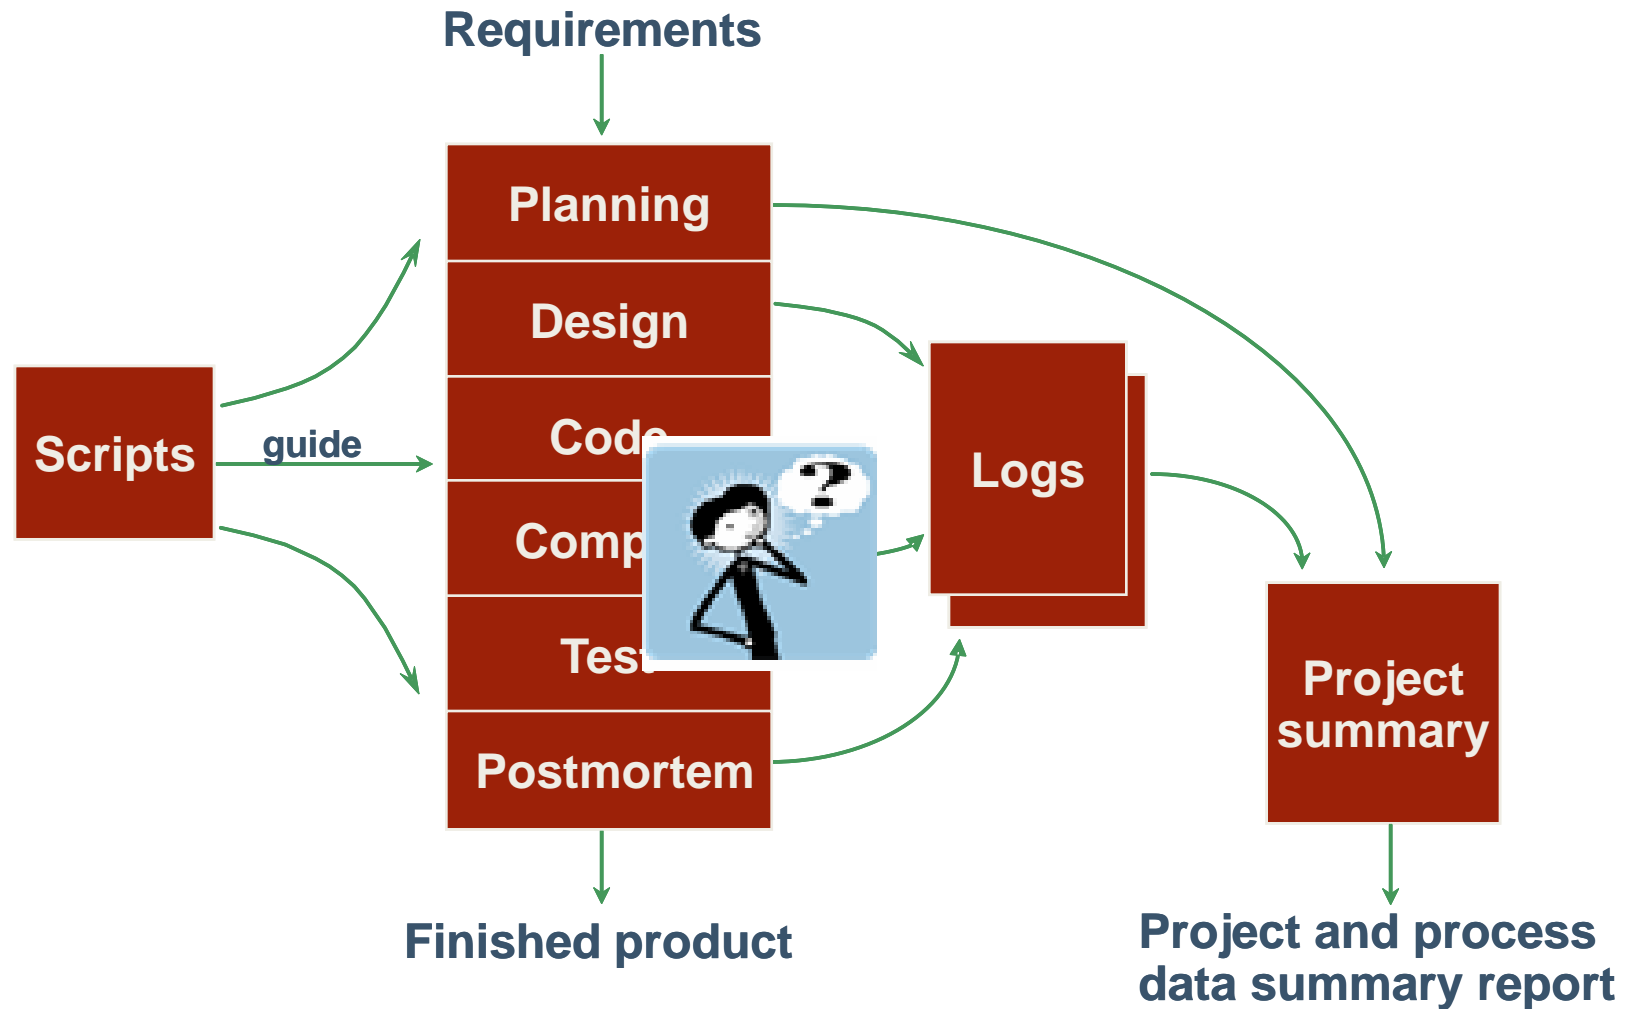 Requirements
Planning
Design
Scripts
guide
Code
Comp
Test
Postmortem
Logs
?
Project
summary
Finished product
Project and process
data summary report